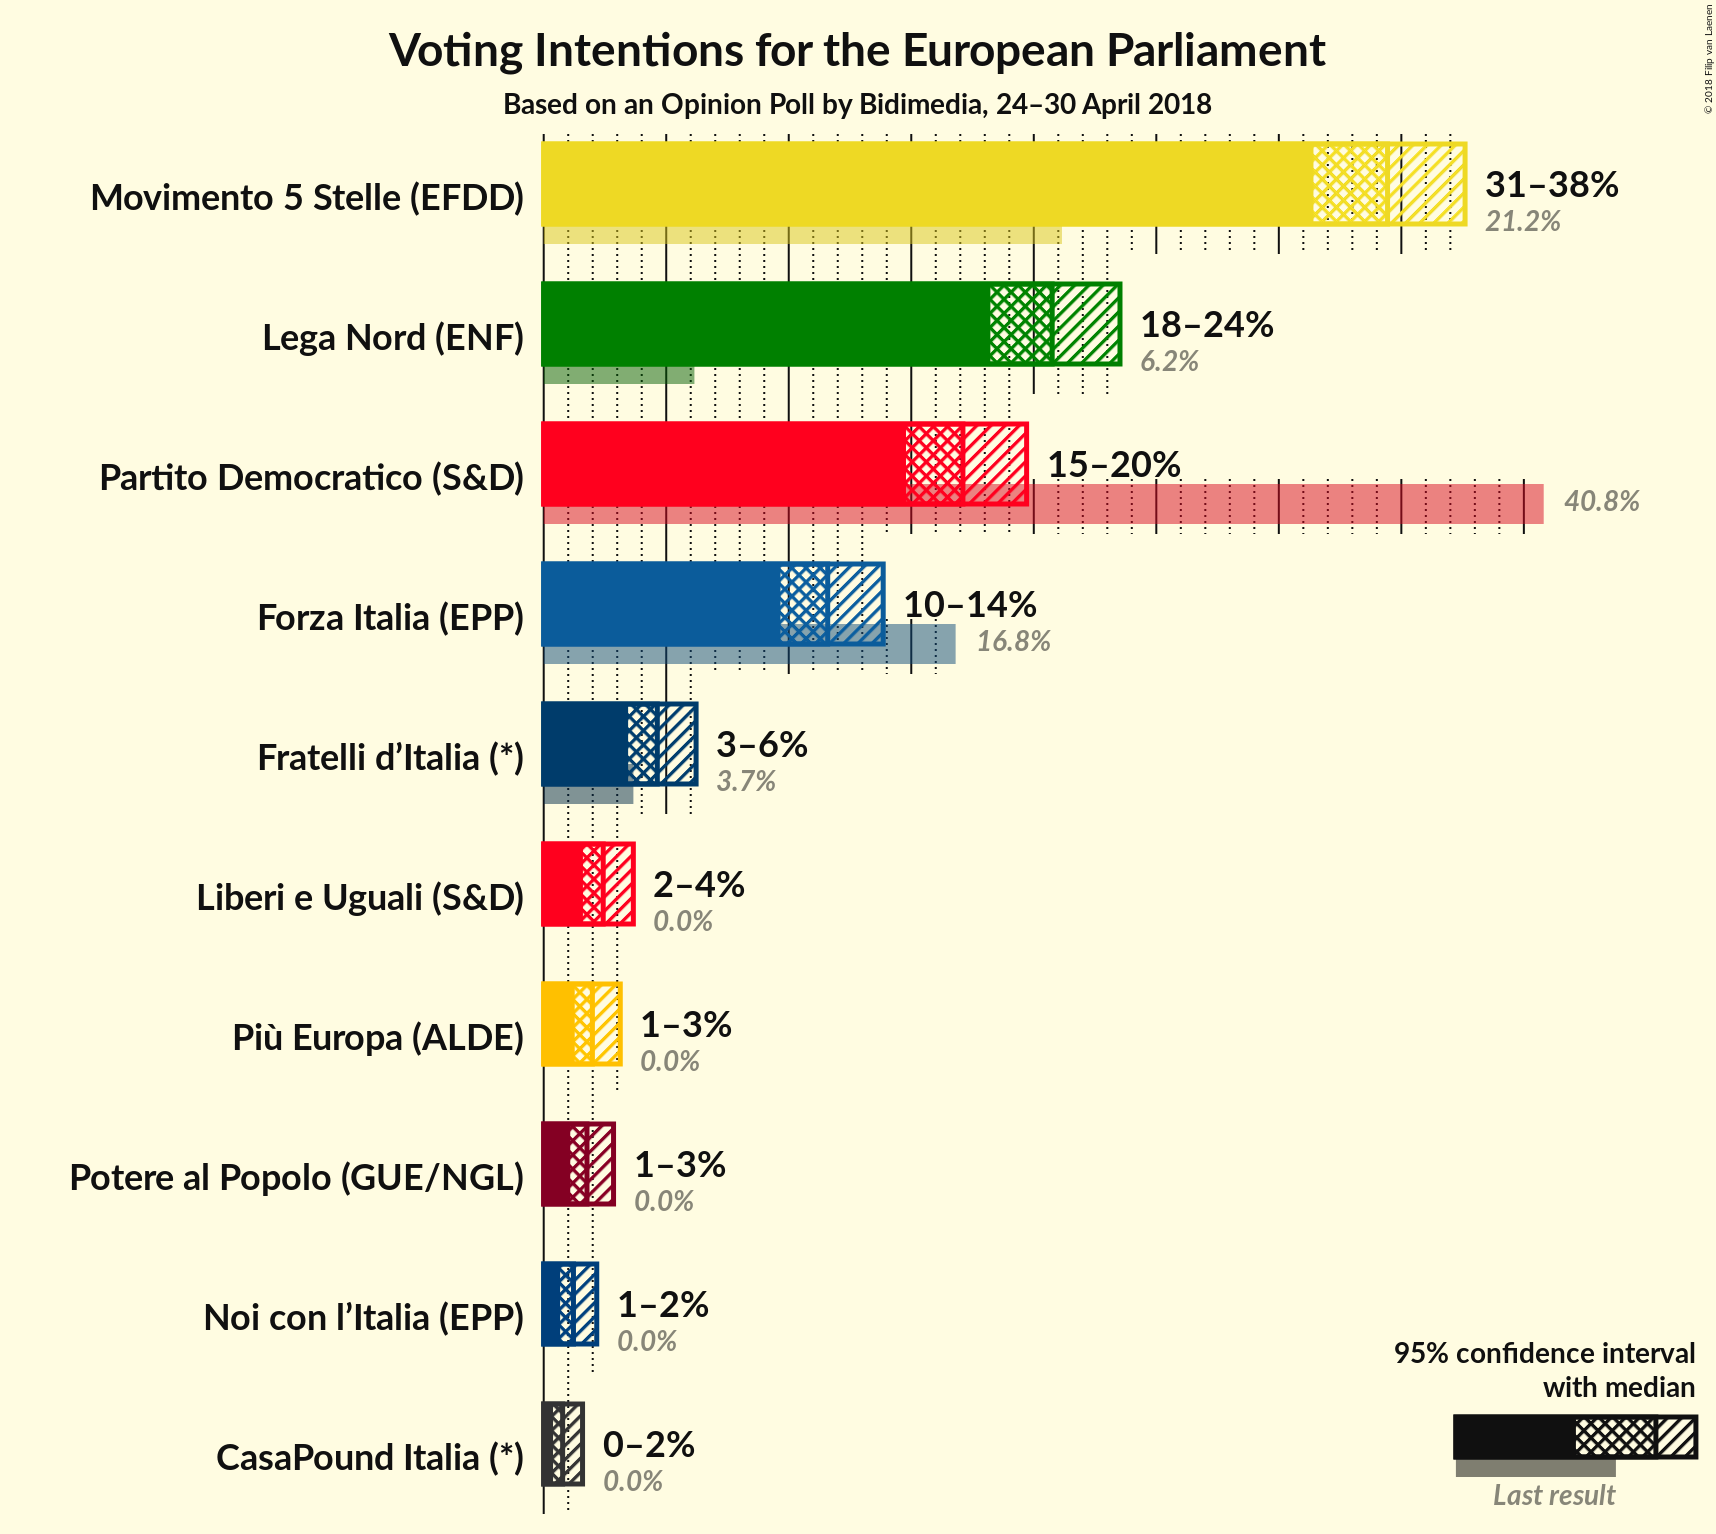 Voting Intentions for the European Parliament
Based on an Opinion Poll by Bidimedia, 24–30 April 2018
© 2018 Filip van Laenen
Movimento 5 Stelle (EFDD)
31–38%
21.2%
Lega Nord (ENF)
18–24%
6.2%
Partito Democratico (S&D)
15–20%
40.8%
Forza Italia (EPP)
10–14%
16.8%
Fratelli d’Italia (*)
3–6%
3.7%
Liberi e Uguali (S&D)
2–4%
0.0%
Più Europa (ALDE)
1–3%
0.0%
Potere al Popolo (GUE/NGL)
1–3%
0.0%
Noi con l’Italia (EPP)
1–2%
0.0%
CasaPound Italia (*)
0–2%
0.0%
95% confidence interval
with median
Last result